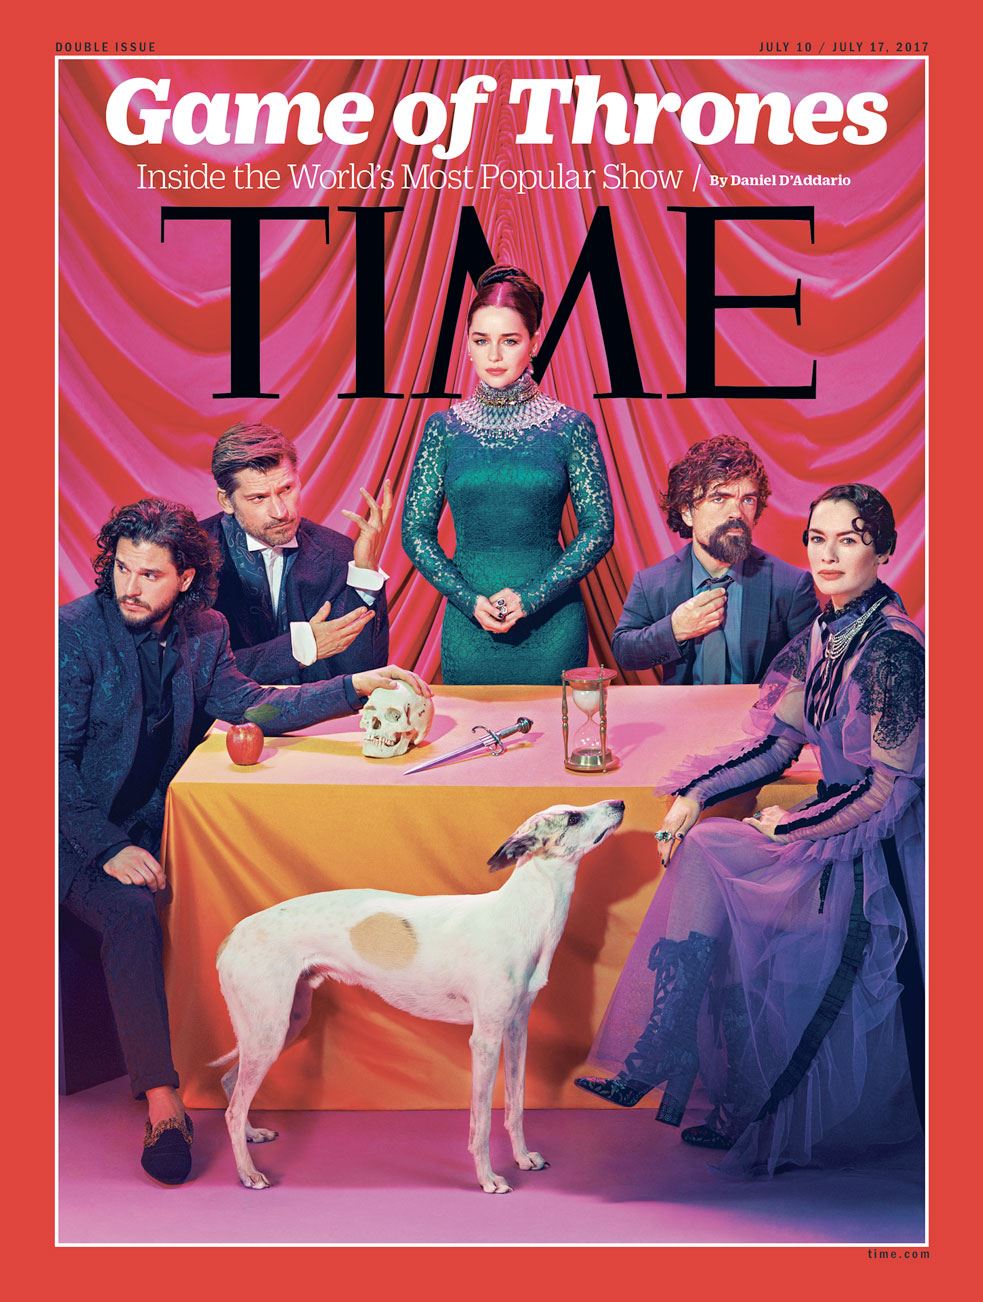 DOUBLE ISSUE
JULY 10 / JULY 17, 2017
Game of Thrones
Inside the World's Most Popular Show / By Daniel D'Addario
TIME
time.com